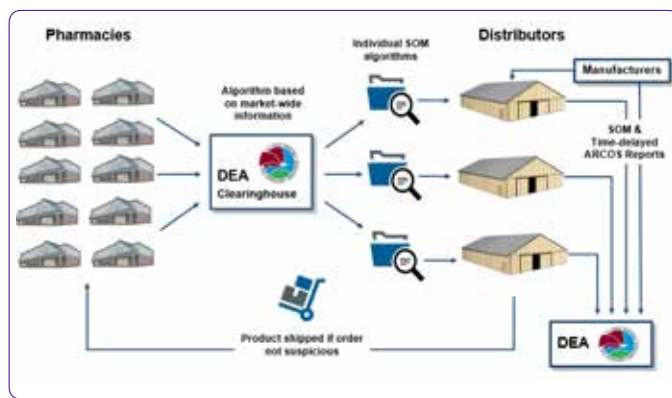 Pharmacies
Individual SOM
algorithms
Distributors
Manufacturers
Algorithm based
on market-wide
information
DEA
Clearinghouse
SOM &
Time-delayed
ARCOS Reports
Product shipped if order
not suspicious
DEA